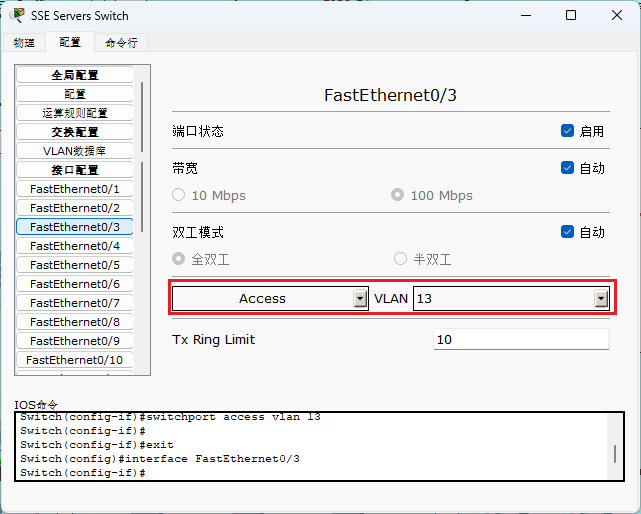 SSE Servers Switch
物理 配置 命令行
全局配置
配置
运算规则配置
交换配置
VLAN数据库
接口配置
FastEthernet0/1
FastEthernet0/2
FastEthernet0/3
FastEthernet0/4
FastEthernet0/5
FastEthernet0/6
FastEthernet0/7
FastEthernet0/8
FastEthernet0/9
FastEthernet0/10
FastEthernet0/3
端口状态 启用
带宽 自动
10 Mbps 100 Mbps
双工模式 自动
全双工 半双工
Access VLAN 13
Tx Ring Limit 10
IOS命令
Switch(config-if)#switchport access vlan 13
Switch(config-if)#
Switch(config-if)#exit
Switch(config)#interface FastEthernet0/3
Switch(config-if)#